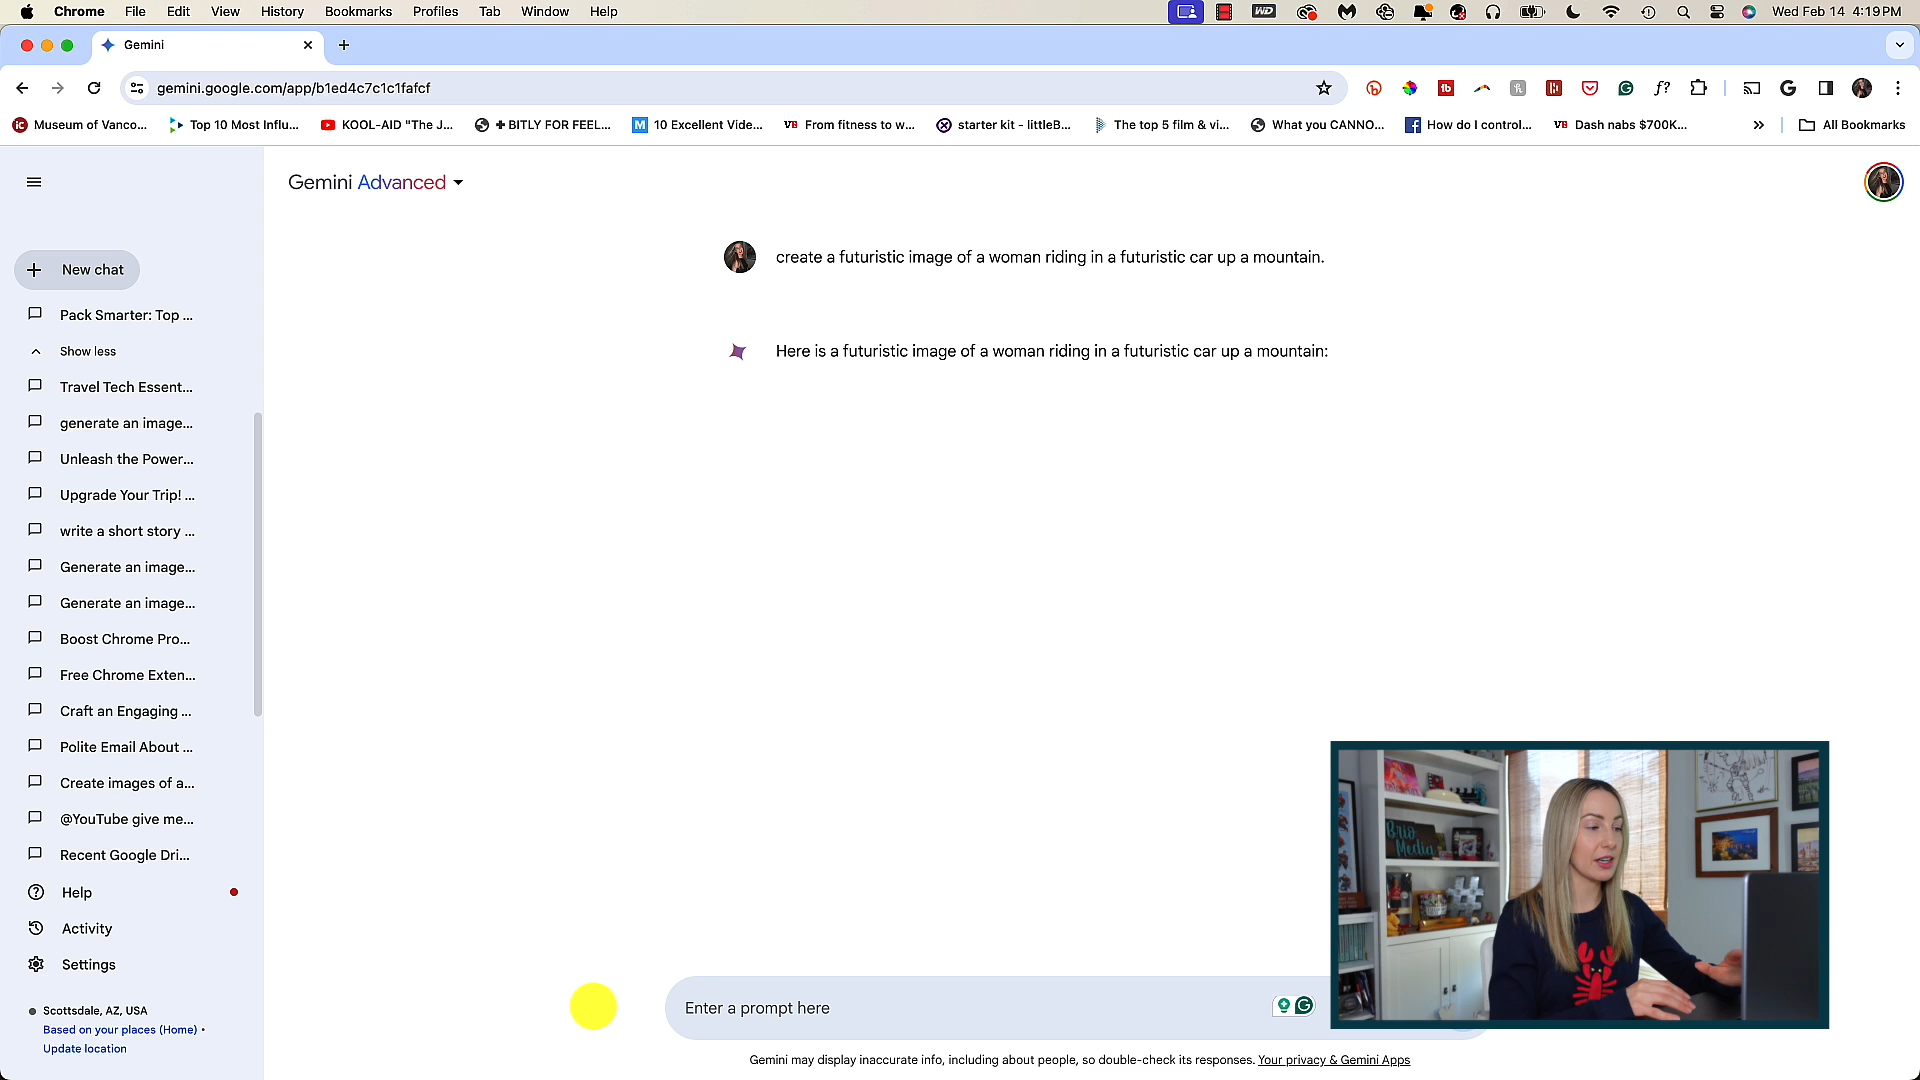 Chrome File Edit View History Bookmarks Profiles Tab Window Help
WD
Wed Feb 14 4:19 PM
Gemini
gemini.google.com/app/b1ed4c7c1c1fafcf
f?
Museum of Vanco...
Top 10 Most Influ...
KOOL-AID "The J...
✚ BITLY FOR FEEL...
10 Excellent Vide...
From fitness to w...
starter kit - littleB...
The top 5 film & vi...
What you CANNO...
How do I control...
Dash nabs $700K...
All Bookmarks
Gemini Advanced
New chat
Pack Smarter: Top ...
Show less
Travel Tech Essent...
generate an image...
Unleash the Power...
Upgrade Your Trip! ...
write a short story ...
Generate an image...
Generate an image...
Boost Chrome Pro...
Free Chrome Exten...
Craft an Engaging ...
Polite Email About ...
Create images of a...
@YouTube give me...
Recent Google Dri...
Help
Activity
Settings
Scottsdale, AZ, USA
Based on your places (Home) •
Update location
create a futuristic image of a woman riding in a futuristic car up a mountain.
Here is a futuristic image of a woman riding in a futuristic car up a mountain:
Brio
Media
Enter a prompt here
Gemini may display inaccurate info, including about people, so double-check its responses. Your privacy & Gemini Apps